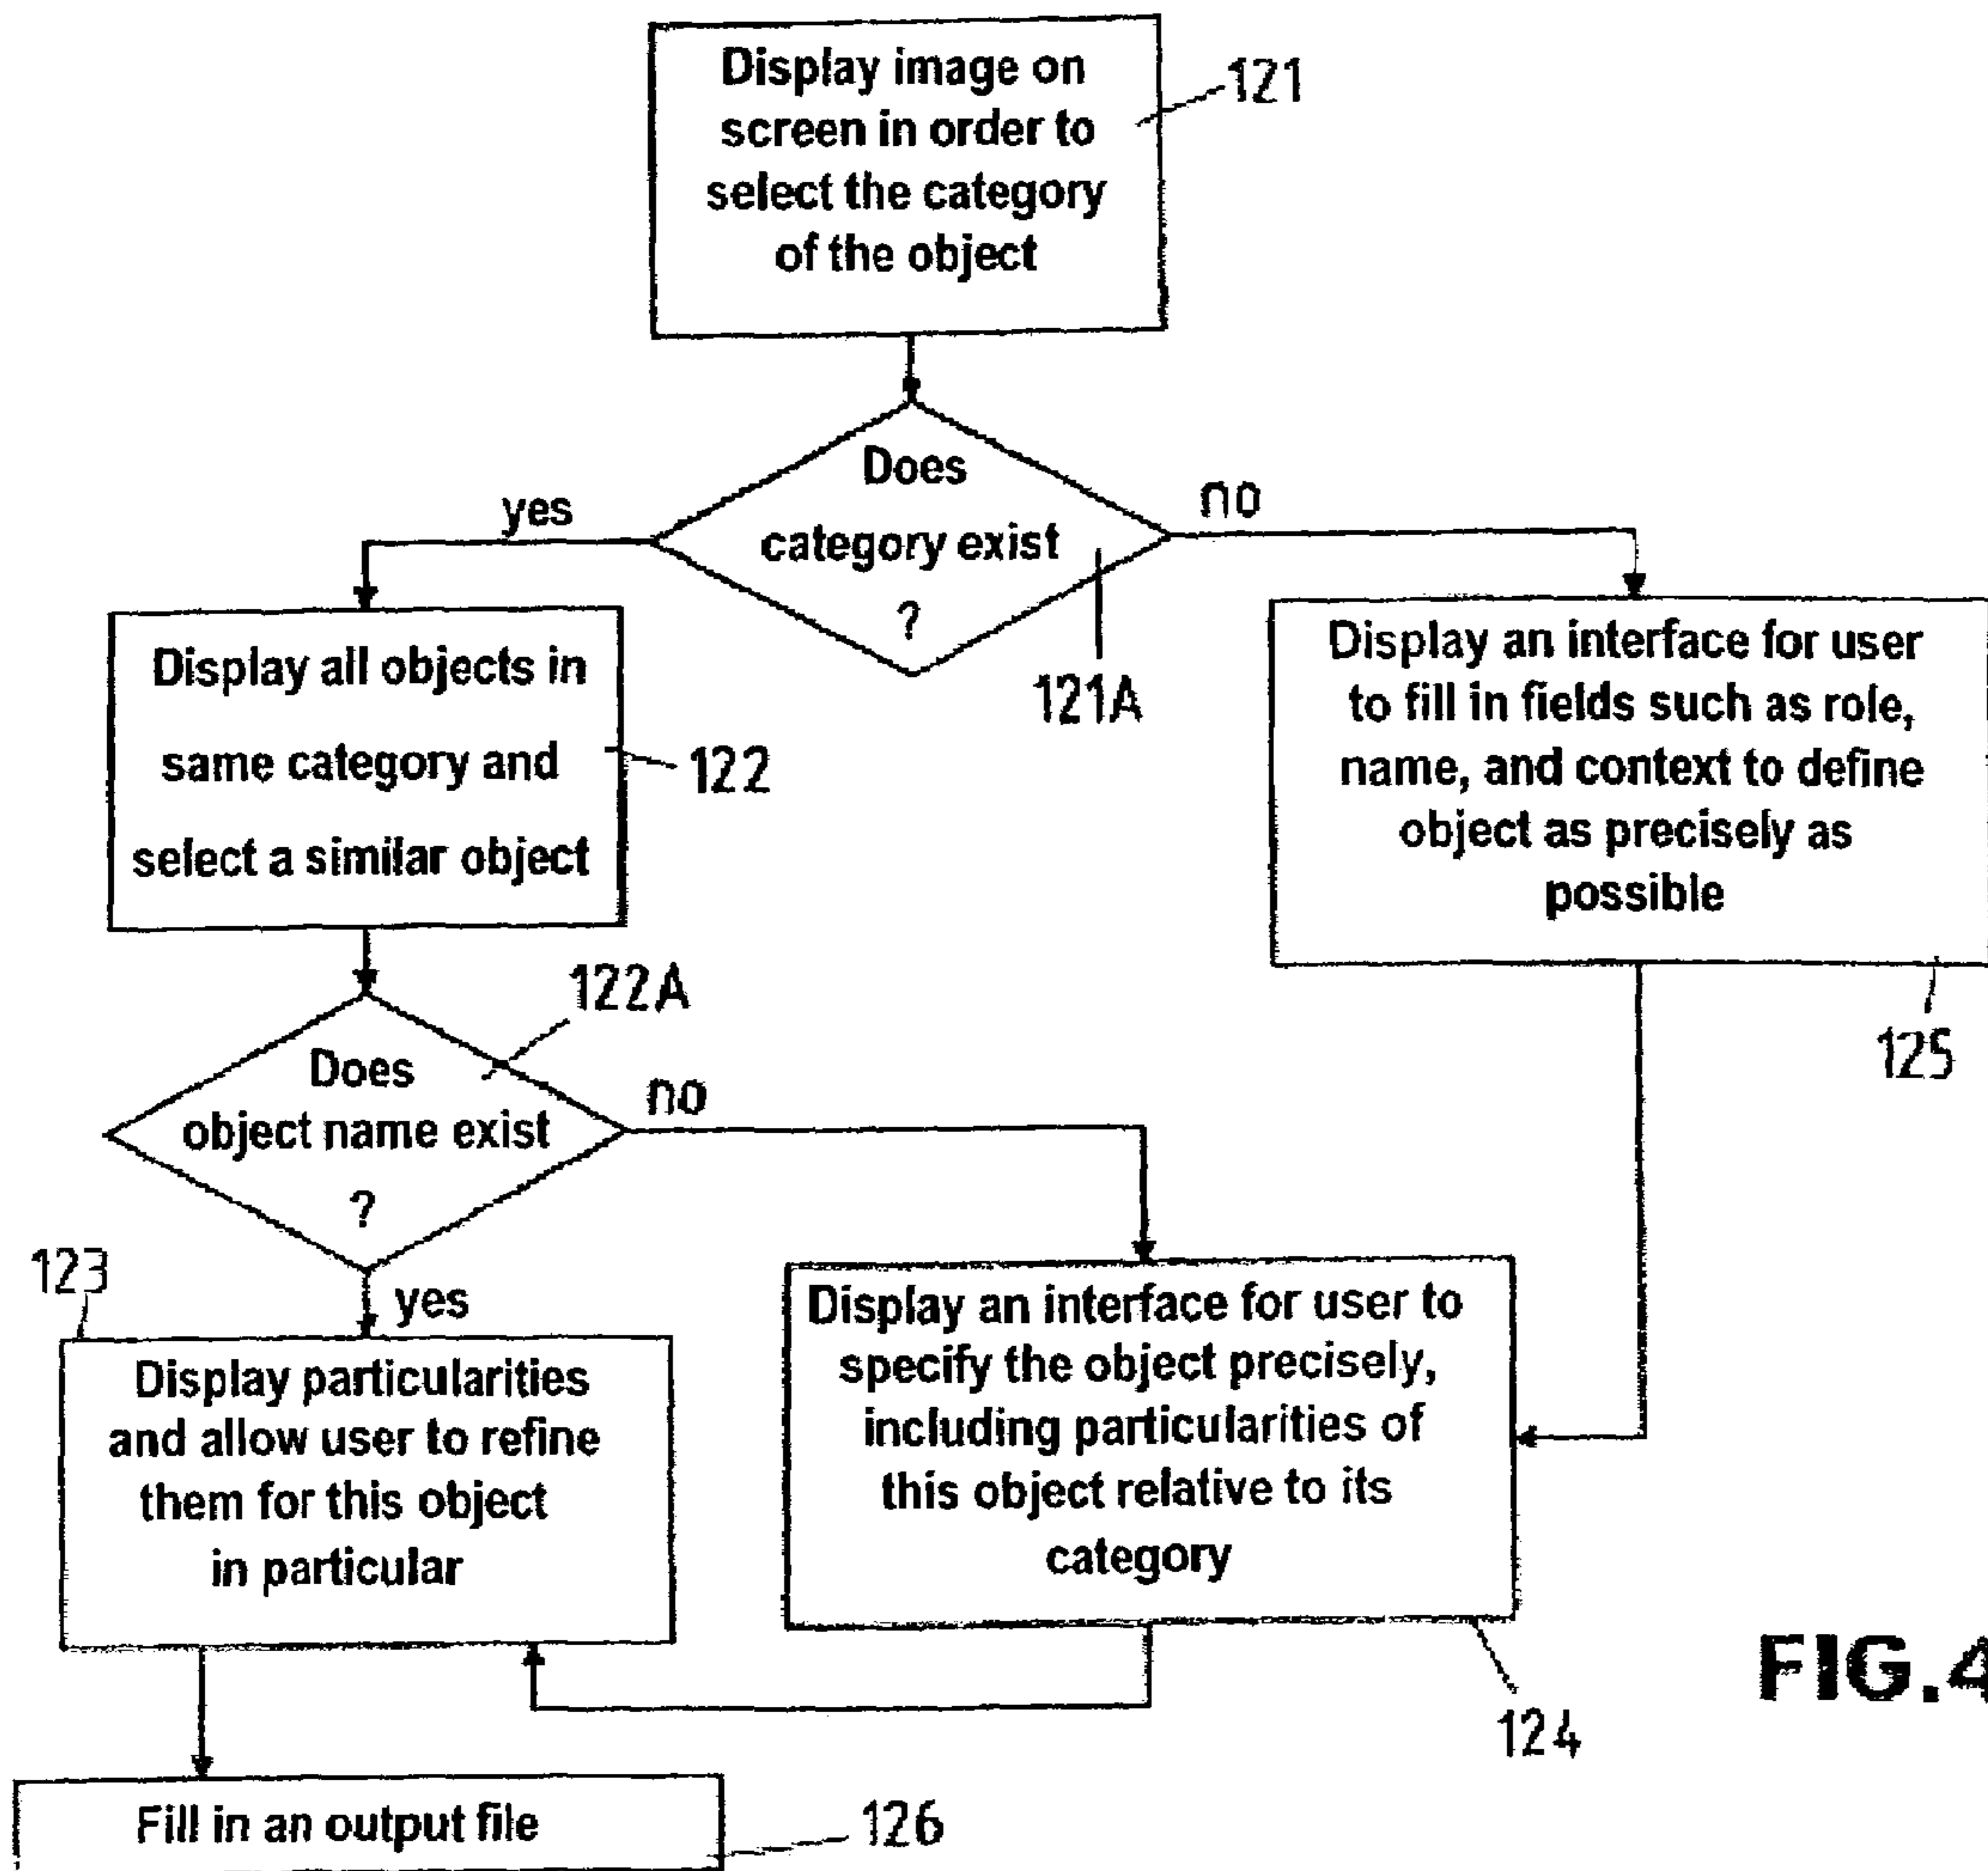 Display image on
screen in order to
select the category
of the object
121
Does
category exist
?
121A
yes
no
Display all objects in
same category and
select a similar object
122
Display an interface for user
to fill in fields such as role,
name, and context to define
object as precisely as
possible
125
122A
Does
object name exist
?
no
yes
123
Display particularities
and allow user to refine
them for this object
in particular
Display an interface for user to
specify the object precisely,
including particularities of
this object relative to its
category
124
FIG.4
Fill in an output file
126